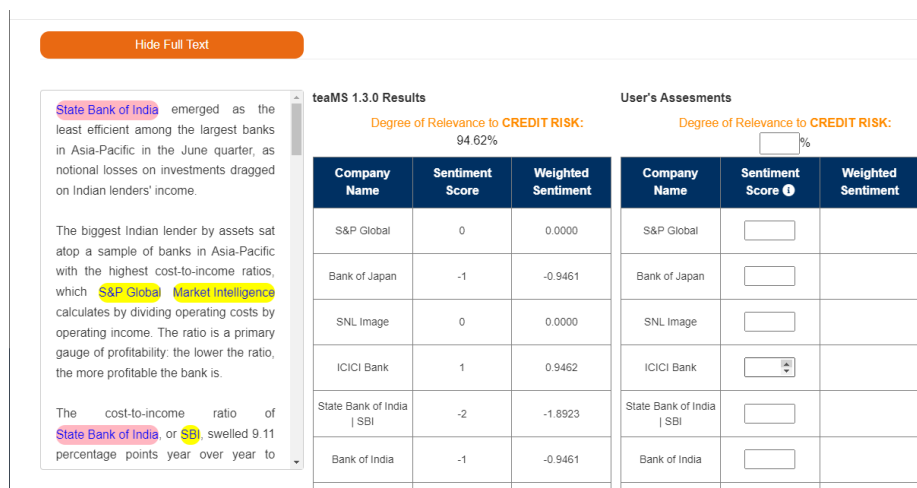 Hide Full Text
State Bank of India emerged as the
least efficient among the largest banks
in Asia-Pacific in the June quarter, as
notional losses on investments dragged
on Indian lenders' income.
The biggest Indian lender by assets sat
atop a sample of banks in Asia-Pacific
with the highest cost-to-income ratios,
which S&P Global Market Intelligence
calculates by dividing operating costs by
operating income. The ratio is a primary
gauge of profitability: the lower the ratio,
the more profitable the bank is.
The cost-to-income ratio of
State Bank of India, or SBI, swelled 9.11
percentage points year over year to
teaMS 1.3.0 Results
Degree of Relevance to CREDIT RISK:
94.62%
Company Name Sentiment Score Weighted Sentiment
S&P Global 0 0.0000
Bank of Japan -1 -0.9461
SNL Image 0 0.0000
ICICI Bank 1 0.9462
State Bank of India | SBI -2 -1.8923
Bank of India -1 -0.9461
User's Assesments
Degree of Relevance to CREDIT RISK:
%
Company Name Sentiment Score Weighted Sentiment
S&P Global
Bank of Japan
SNL Image
ICICI Bank
State Bank of India | SBI
Bank of India